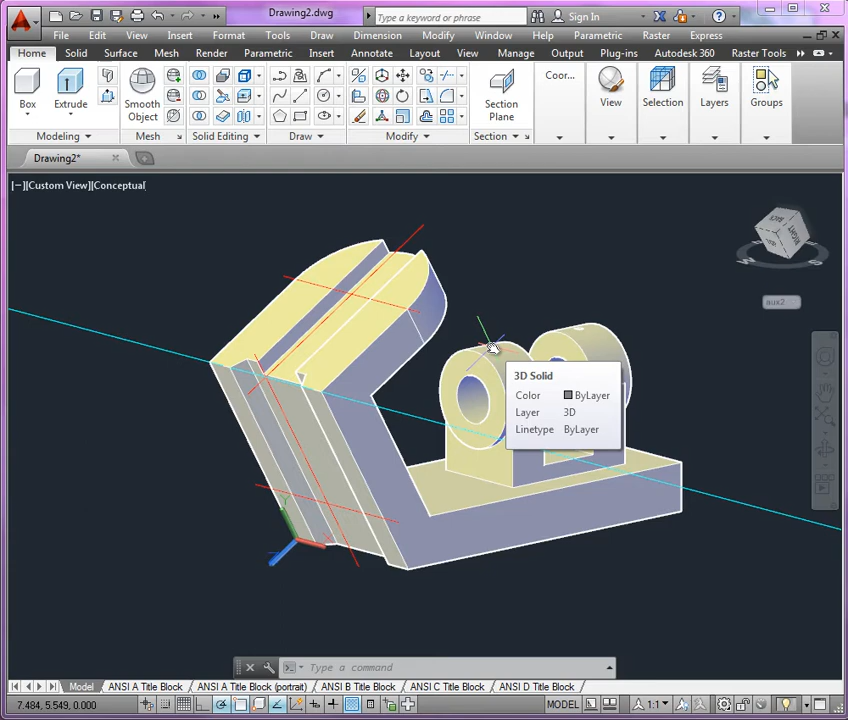 Drawing2.dwg
Type a keyword or phrase
Sign In
File Edit View Insert Format Tools Draw Dimension Modify Window Help Parametric Raster Express
Home Solid Surface Mesh Render Parametric Insert Annotate Layout View Manage Output Plug-ins Autodesk 360 Raster Tools
Box
Extrude
Smooth
Object
Section
Plane
Coor...
View
Selection
Layers
Groups
Modeling Mesh Solid Editing Draw Modify Section
Drawing2*
[−][Custom View][Conceptual]
RIGHT
BACK
W S
aux2
3D Solid
Color ByLayer
Layer 3D
Linetype ByLayer
Y
X
Type a command
Model ANSI A Title Block ANSI A Title Block (portrait) ANSI B Title Block ANSI C Title Block ANSI D Title Block
7.484, 5.549, 0.000 MODEL 1:1